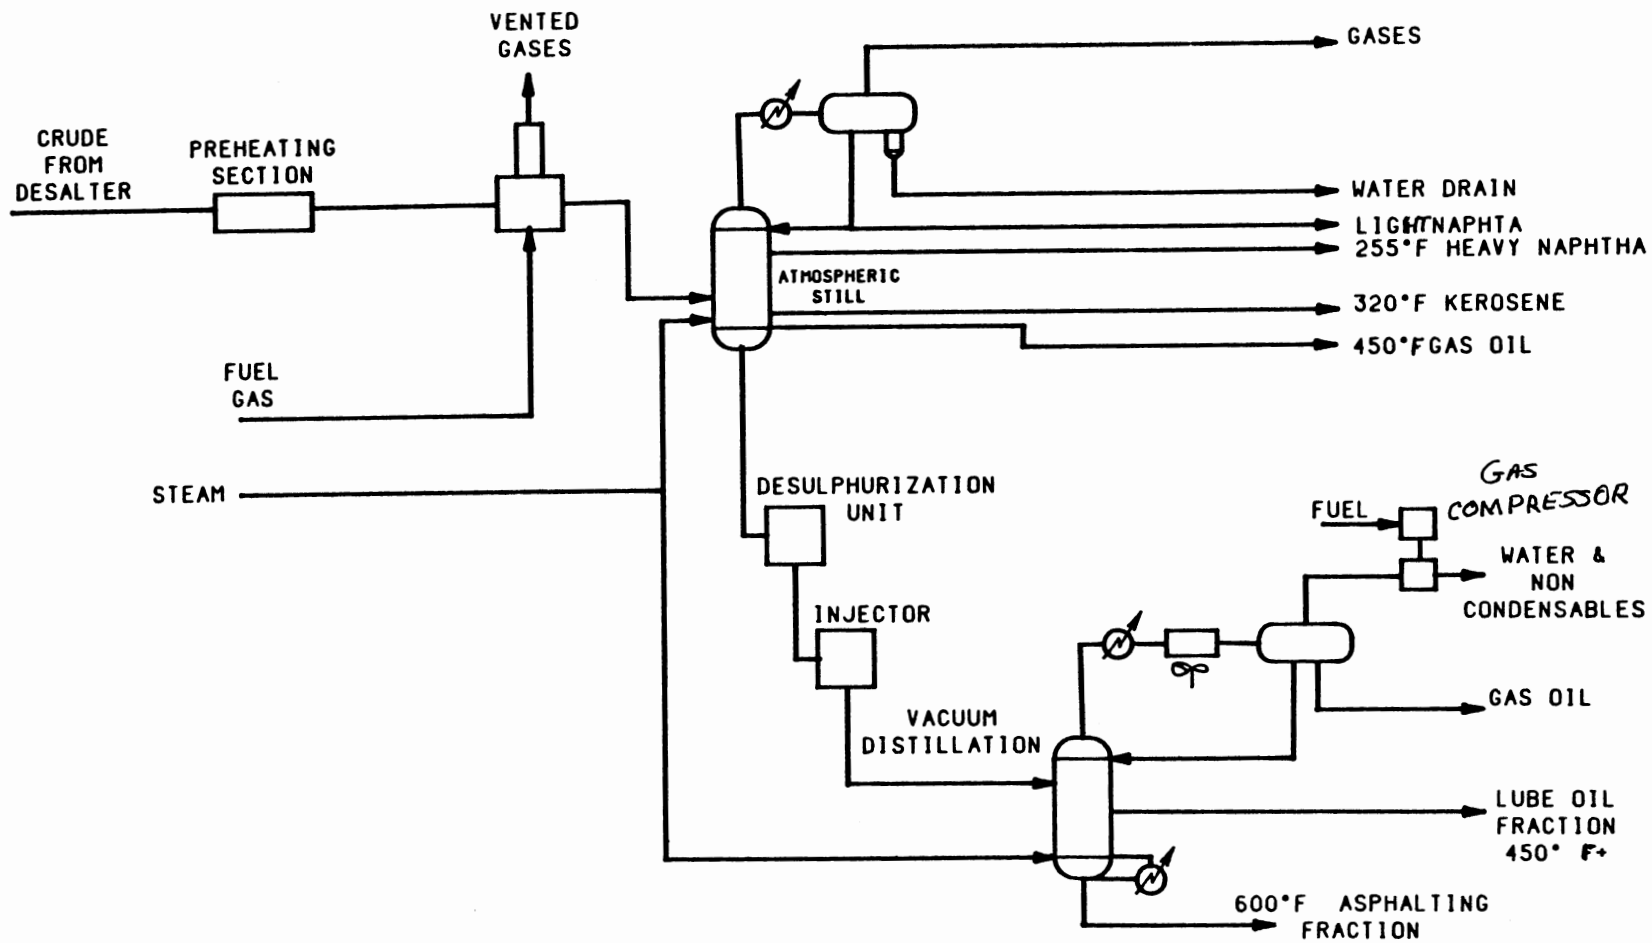 VENTED
GASES
GASES
CRUDE
FROM
DESALTER
PREHEATING
SECTION
WATER DRAIN
LIGHTNAPHTA
255°F HEAVY NAPHTHA
ATMOSPHERIC
STILL
320°F KEROSENE
450°F GAS OIL
FUEL
GAS
STEAM
DESULPHURIZATION
UNIT
GAS
COMPRESSOR
FUEL
WATER &
NON
CONDENSABLES
INJECTOR
GAS OIL
VACUUM
DISTILLATION
LUBE OIL
FRACTION
450° F+
600°F ASPHALTING
FRACTION